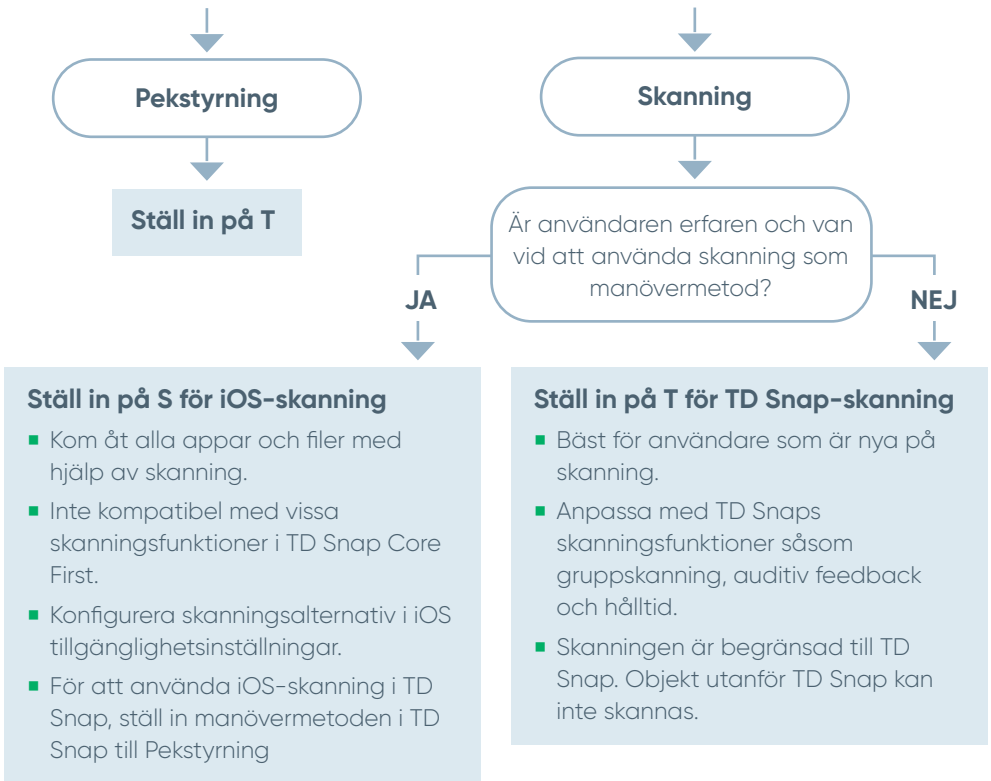 Pekstyrning
Ställ in på T
Skanning
Är användaren erfaren och van
vid att använda skanning som
manövermetod?
JA
NEJ
Ställ in på S för iOS-skanning
▪ Kom åt alla appar och filer med
hjälp av skanning.
▪ Inte kompatibel med vissa
skanningsfunktioner i TD Snap Core
First.
▪ Konfigurera skanningsalternativ i iOS
tillgänglighetsinställningar.
▪ För att använda iOS-skanning i TD
Snap, ställ in manövermetoden i TD
Snap till Pekstyrning
Ställ in på T för TD Snap-skanning
▪ Bäst för användare som är nya på
skanning.
▪ Anpassa med TD Snaps
skanningsfunktioner såsom
gruppskanning, auditiv feedback
och hålltid.
▪ Skanningen är begränsad till TD
Snap. Objekt utanför TD Snap kan
inte skannas.